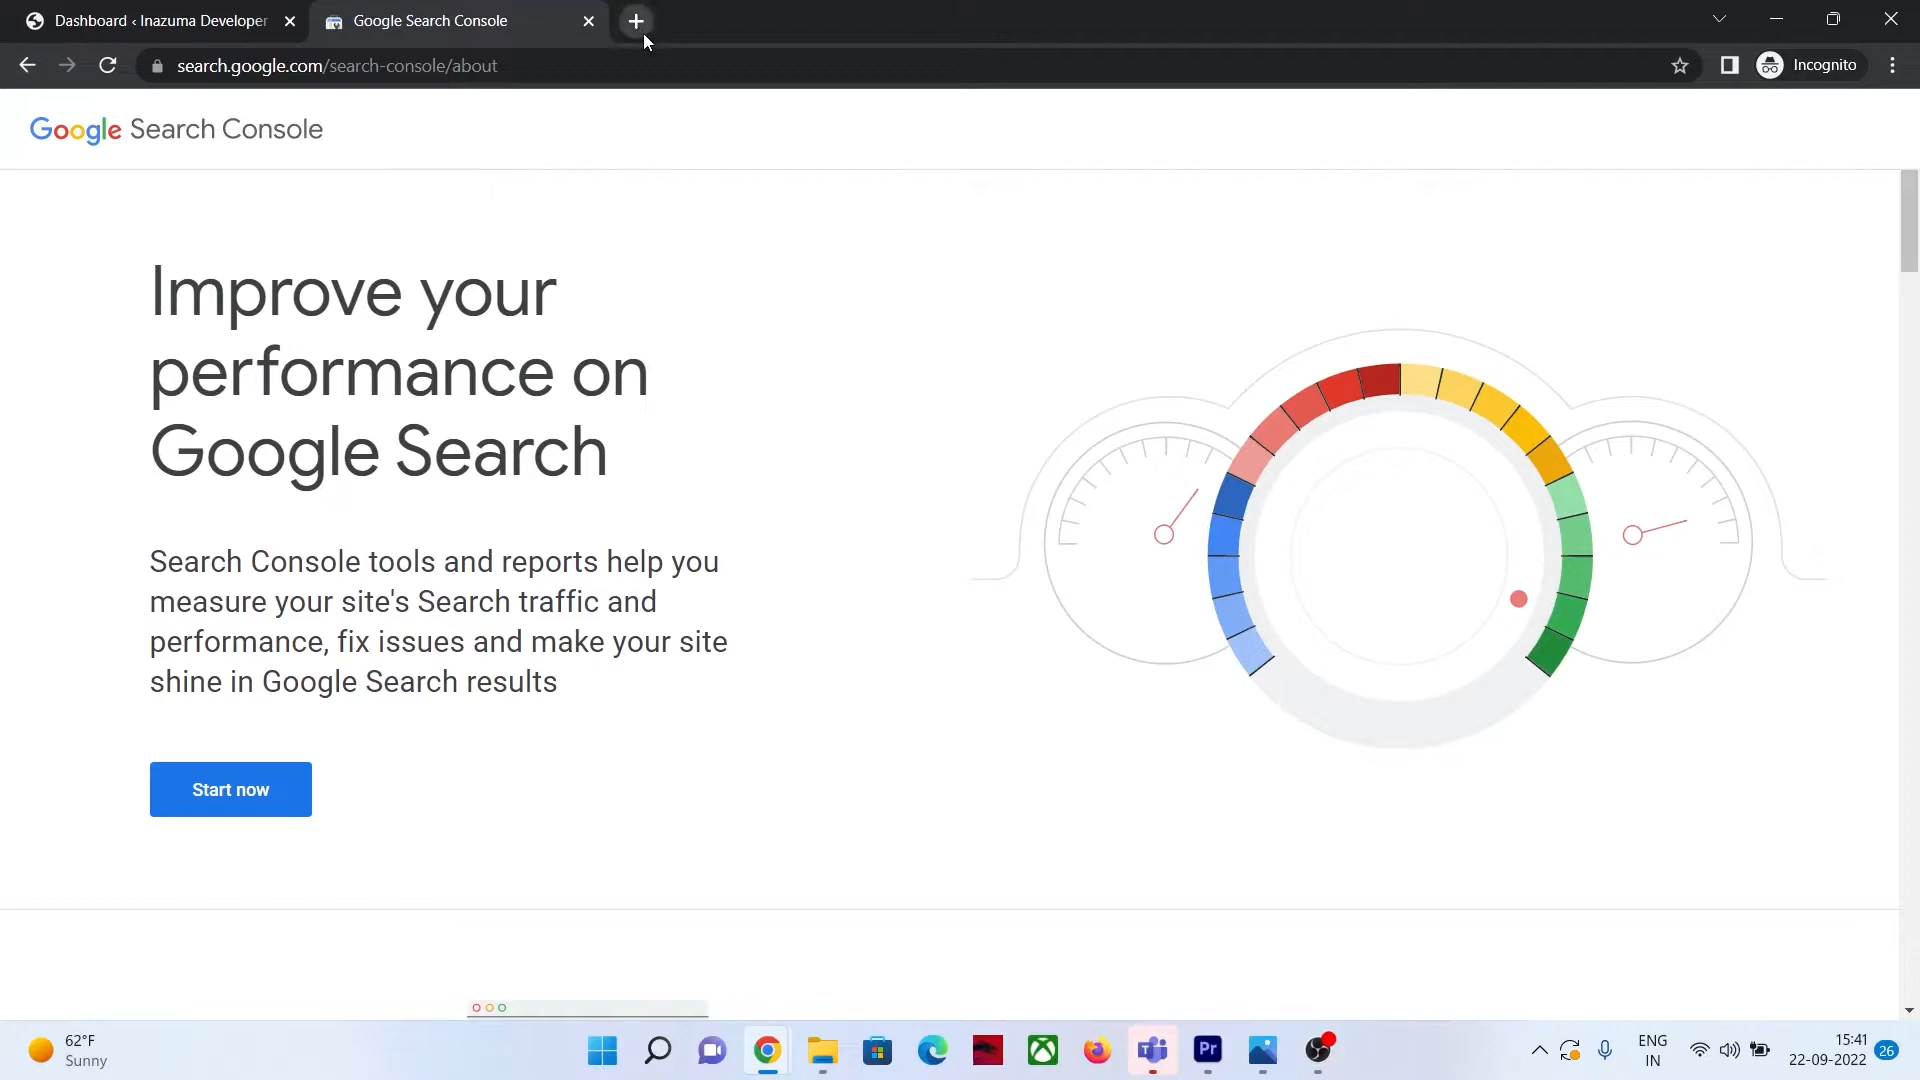 Dashboard ‹ Inazuma Developer
Google Search Console
search.google.com/search-console/about
Incognito
Google Search Console
Improve your
performance on
Google Search
Search Console tools and reports help you
measure your site's Search traffic and
performance, fix issues and make your site
shine in Google Search results
Start now
62°F
Sunny
Pr
ENG
IN
15:41
22-09-2022
26